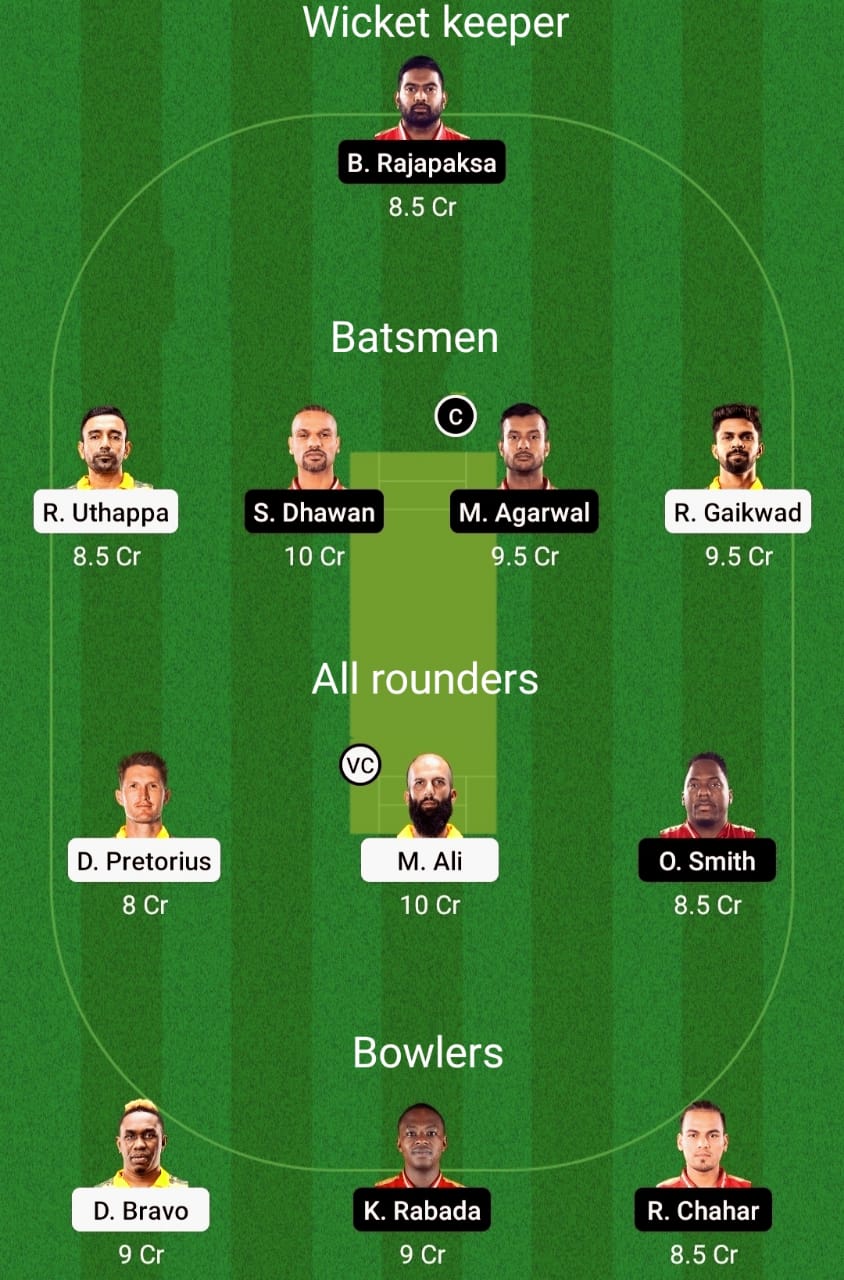 Wicket keeper
B. Rajapaksa
8.5 Cr
Batsmen
C
R. Uthappa
S. Dhawan
M. Agarwal
R. Gaikwad
8.5 Cr
10 Cr
9.5 Cr
9.5 Cr
All rounders
VC
D. Pretorius
M. Ali
O. Smith
8 Cr
10 Cr
8.5 Cr
Bowlers
D. Bravo
K. Rabada
R. Chahar
9 Cr
9 Cr
8.5 Cr